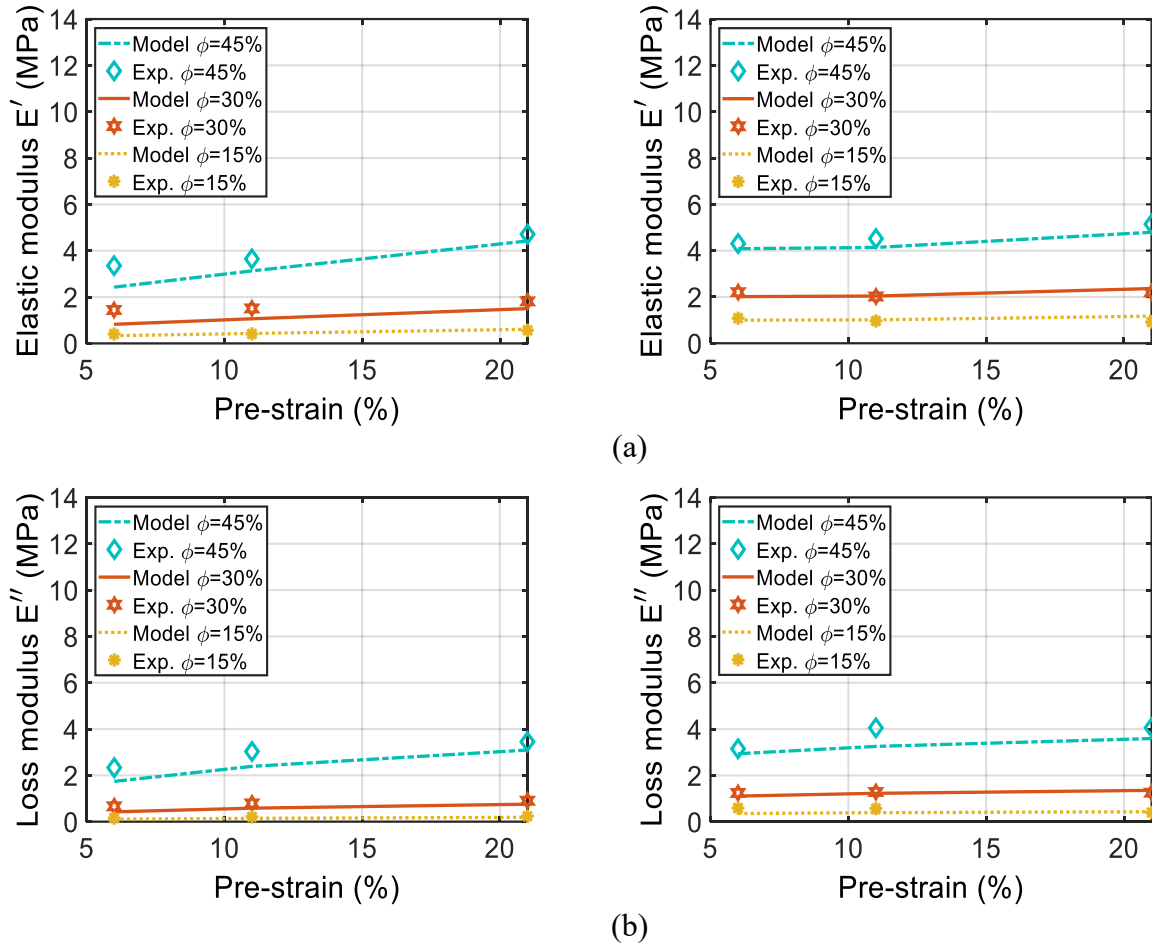 Elastic modulus E′ (MPa)
14
12
10
8
6
4
2
0
Model ϕ=45%
Exp. ϕ=45%
Model ϕ=30%
Exp. ϕ=30%
Model ϕ=15%
Exp. ϕ=15%
5 10 15 20
Pre-strain (%)
Elastic modulus E′ (MPa)
14
12
10
8
6
4
2
0
Model ϕ=45%
Exp. ϕ=45%
Model ϕ=30%
Exp. ϕ=30%
Model ϕ=15%
Exp. ϕ=15%
5 10 15 20
Pre-strain (%)
(a)
Loss modulus E′′ (MPa)
14
12
10
8
6
4
2
0
Model ϕ=45%
Exp. ϕ=45%
Model ϕ=30%
Exp. ϕ=30%
Model ϕ=15%
Exp. ϕ=15%
5 10 15 20
Pre-strain (%)
Loss modulus E′′ (MPa)
14
12
10
8
6
4
2
0
Model ϕ=45%
Exp. ϕ=45%
Model ϕ=30%
Exp. ϕ=30%
Model ϕ=15%
Exp. ϕ=15%
5 10 15 20
Pre-strain (%)
(b)